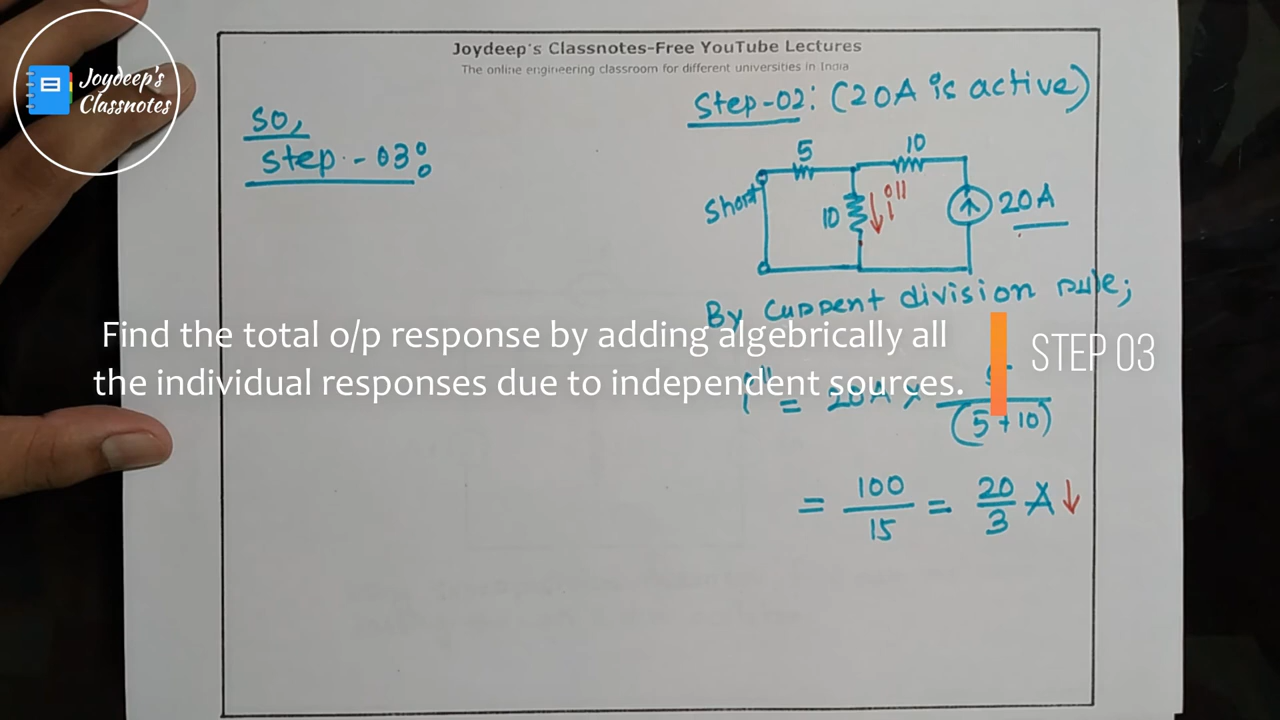 Joydeep's
Classnotes
Joydeep's Classnotes-Free YouTube Lectures
The online engineering classroom for different universities in India
so,
Step - 03:
Step-02: (20A is active)
5
10
Short
10
i''
20A
By current division rule;
Find the total o/p response by adding algebrically all
the individual responses due to independent sources.
STEP 03
i'' = 20A × 5
(5+10)
= 100/15 = 20/3 A ↓